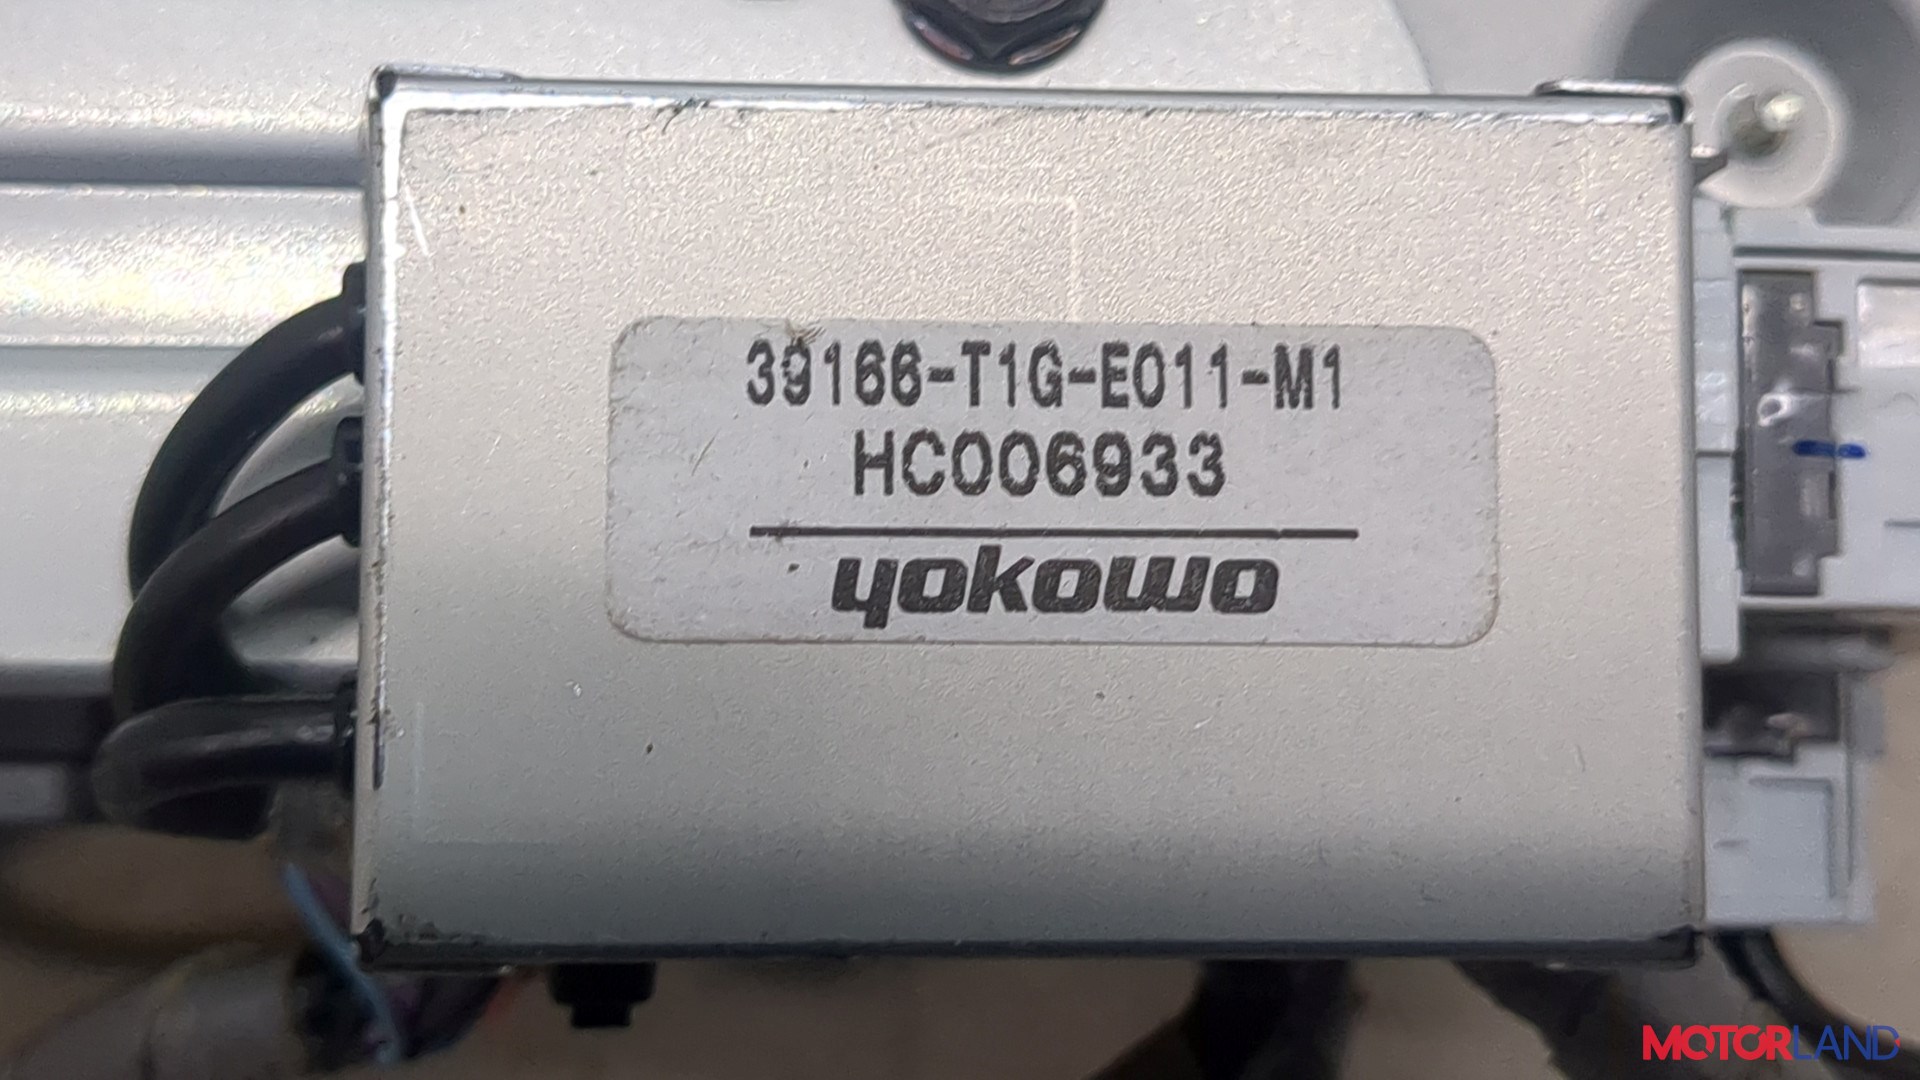 39166-T1G-E011-M1
HC006933
yokowo
MOTORLAND